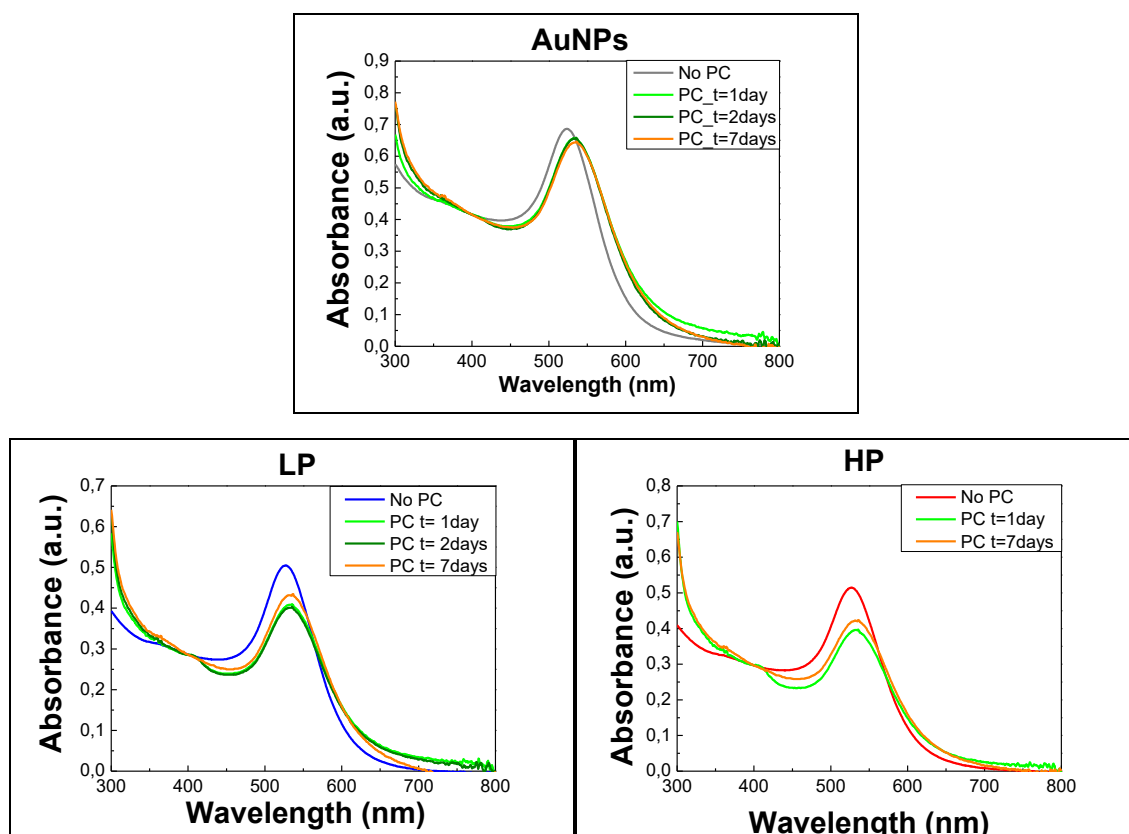 AuNPs
0,9
0,8
0,7
0,6
0,5
0,4
0,3
0,2
0,1
0,0
Absorbance (a.u.)
No PC
PC_t=1day
PC_t=2days
PC_t=7days
300 400 500 600 700 800
Wavelength (nm)
LP
0,7
0,6
0,5
0,4
0,3
0,2
0,1
0,0
Absorbance (a.u.)
No PC
PC t= 1day
PC t= 2days
PC t= 7days
300 400 500 600 700 800
Wavelength (nm)
HP
0,8
0,7
0,6
0,5
0,4
0,3
0,2
0,1
0,0
Absorbance (a.u.)
No PC
PC t=1day
PC t=7days
300 400 500 600 700 800
Wavelength (nm)